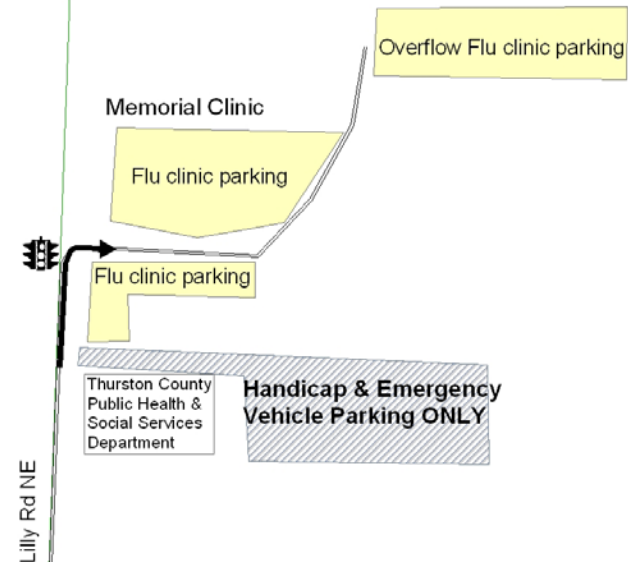 Overflow Flu clinic parking
Memorial Clinic
Flu clinic parking
Flu clinic parking
Thurston County
Public Health &
Social Services
Department
Handicap & Emergency
Vehicle Parking ONLY
Lilly Rd NE